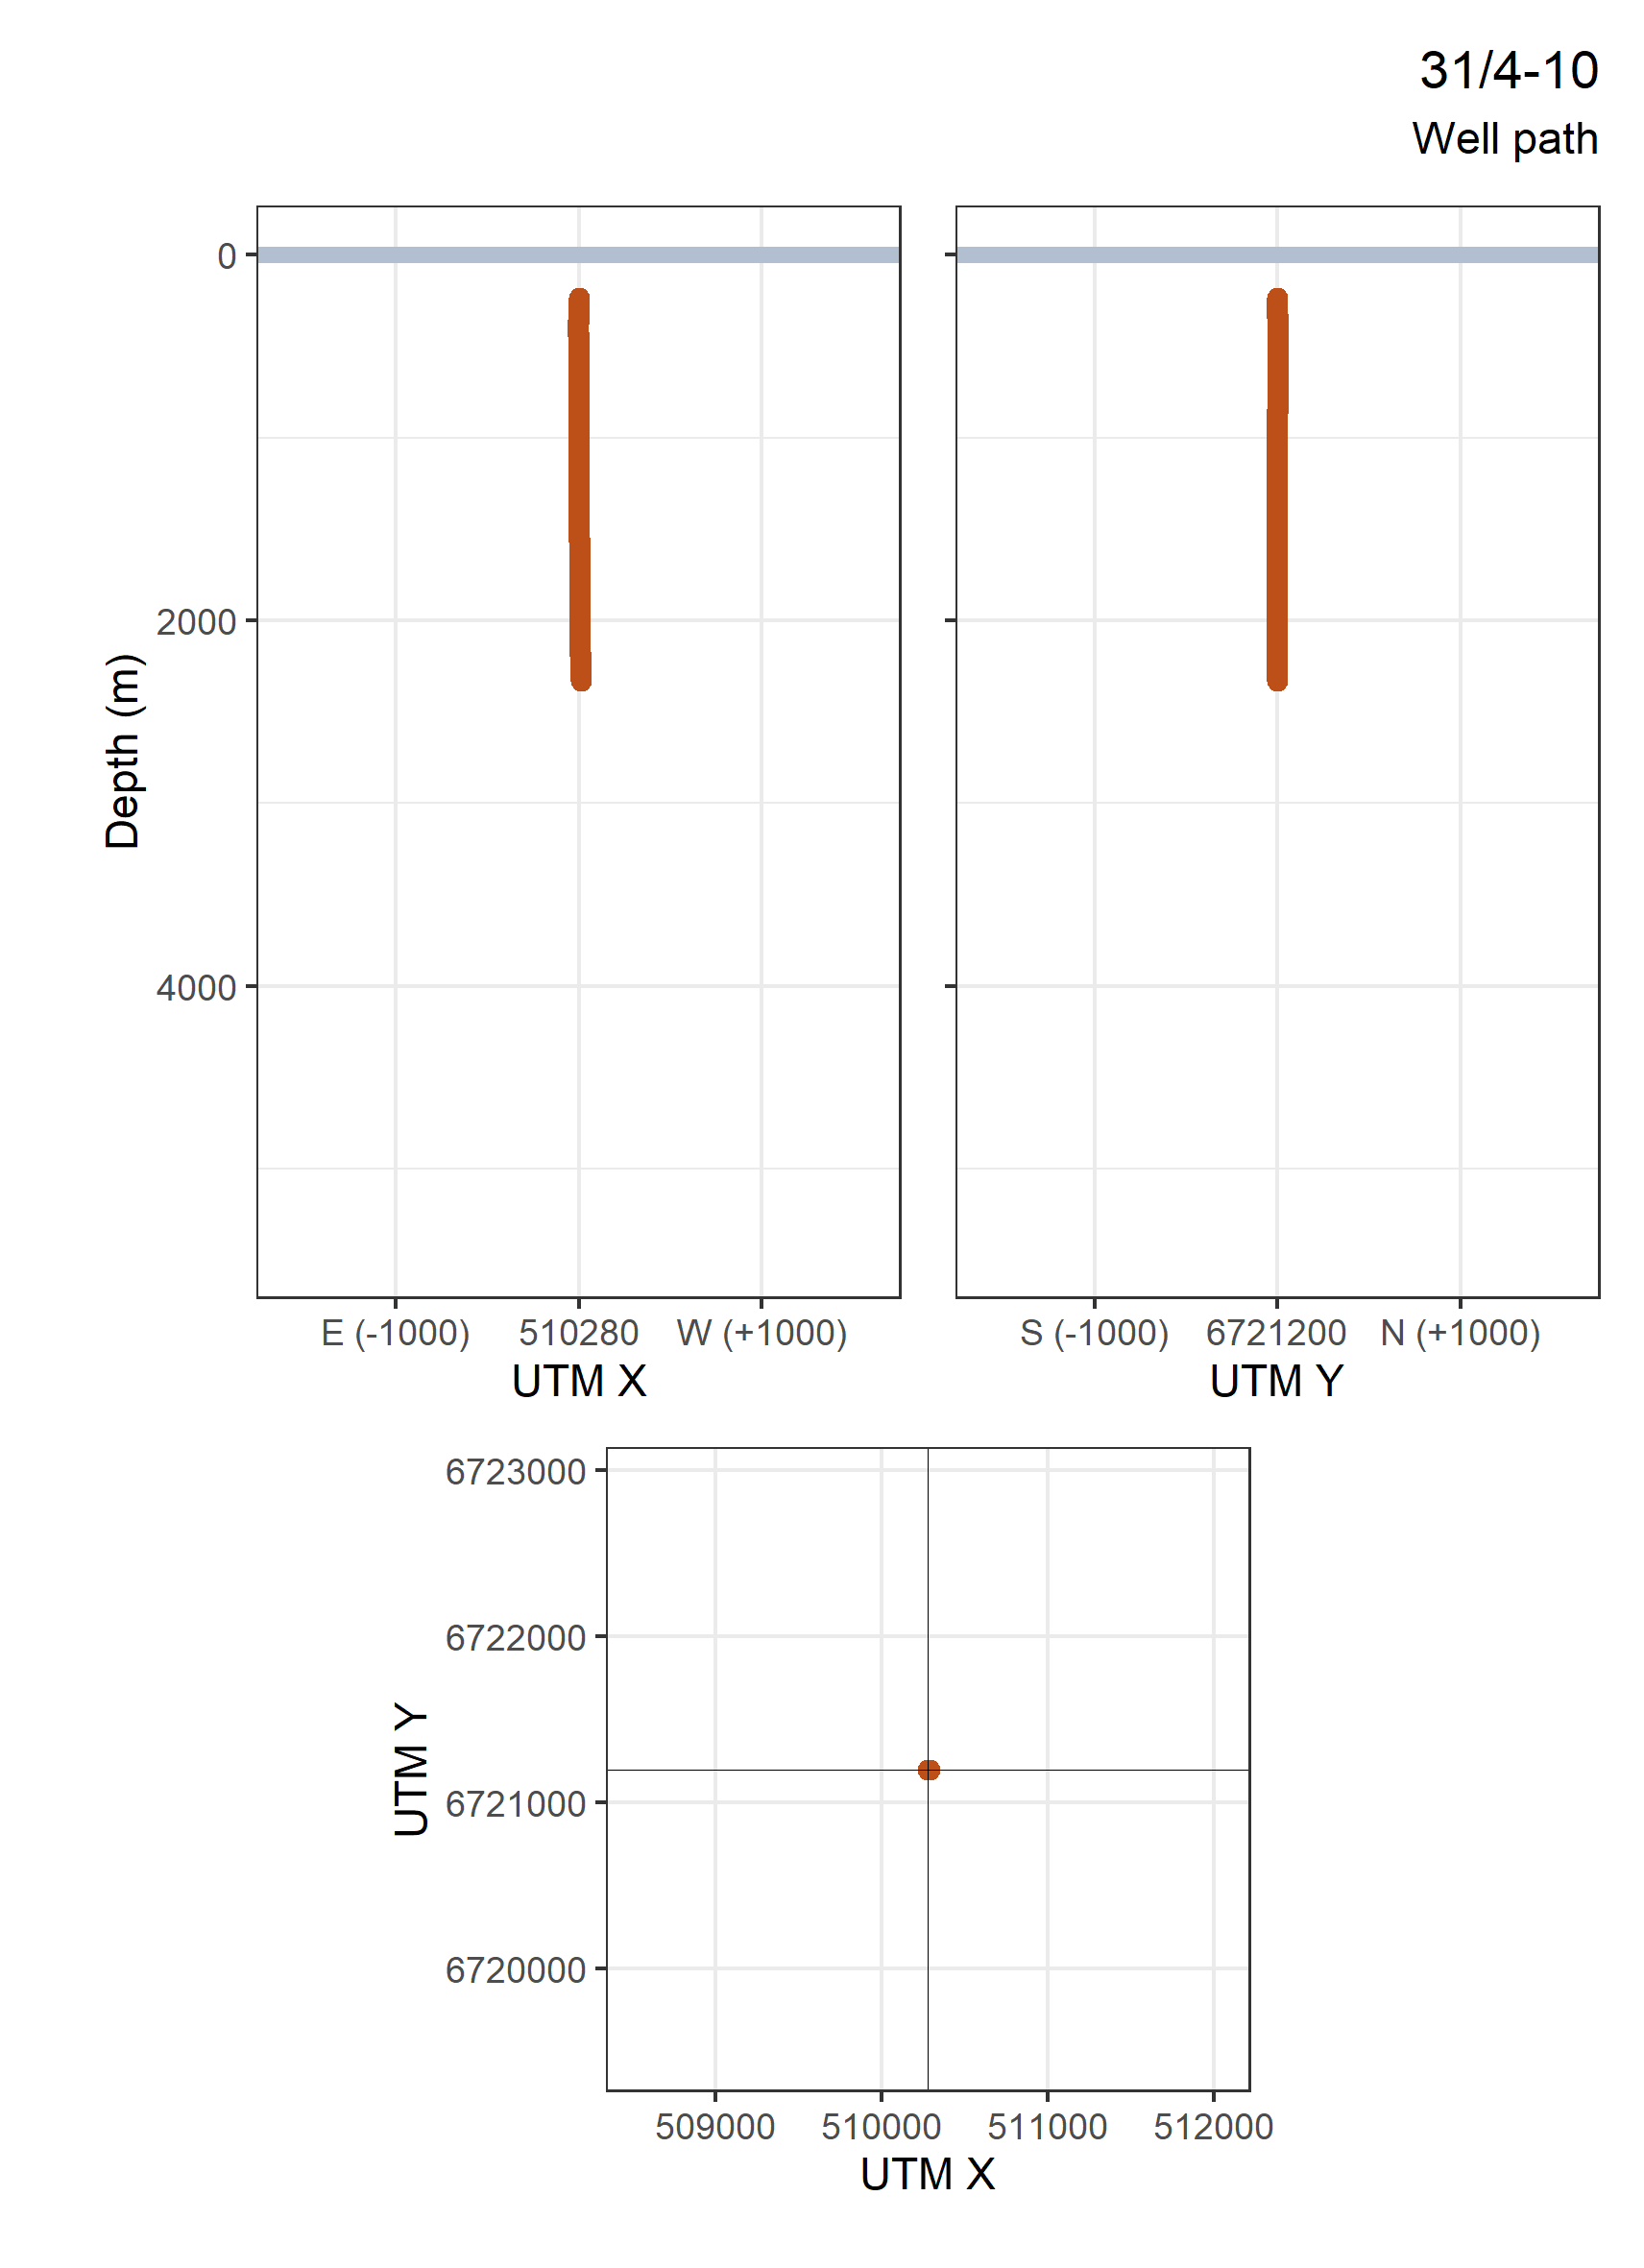 31/4-10
Well path
0
2000
4000
Depth (m)
E (-1000) 510280 W (+1000)
UTM X
S (-1000) 6721200 N (+1000)
UTM Y
6723000
6722000
6721000
6720000
UTM Y
509000 510000 511000 512000
UTM X